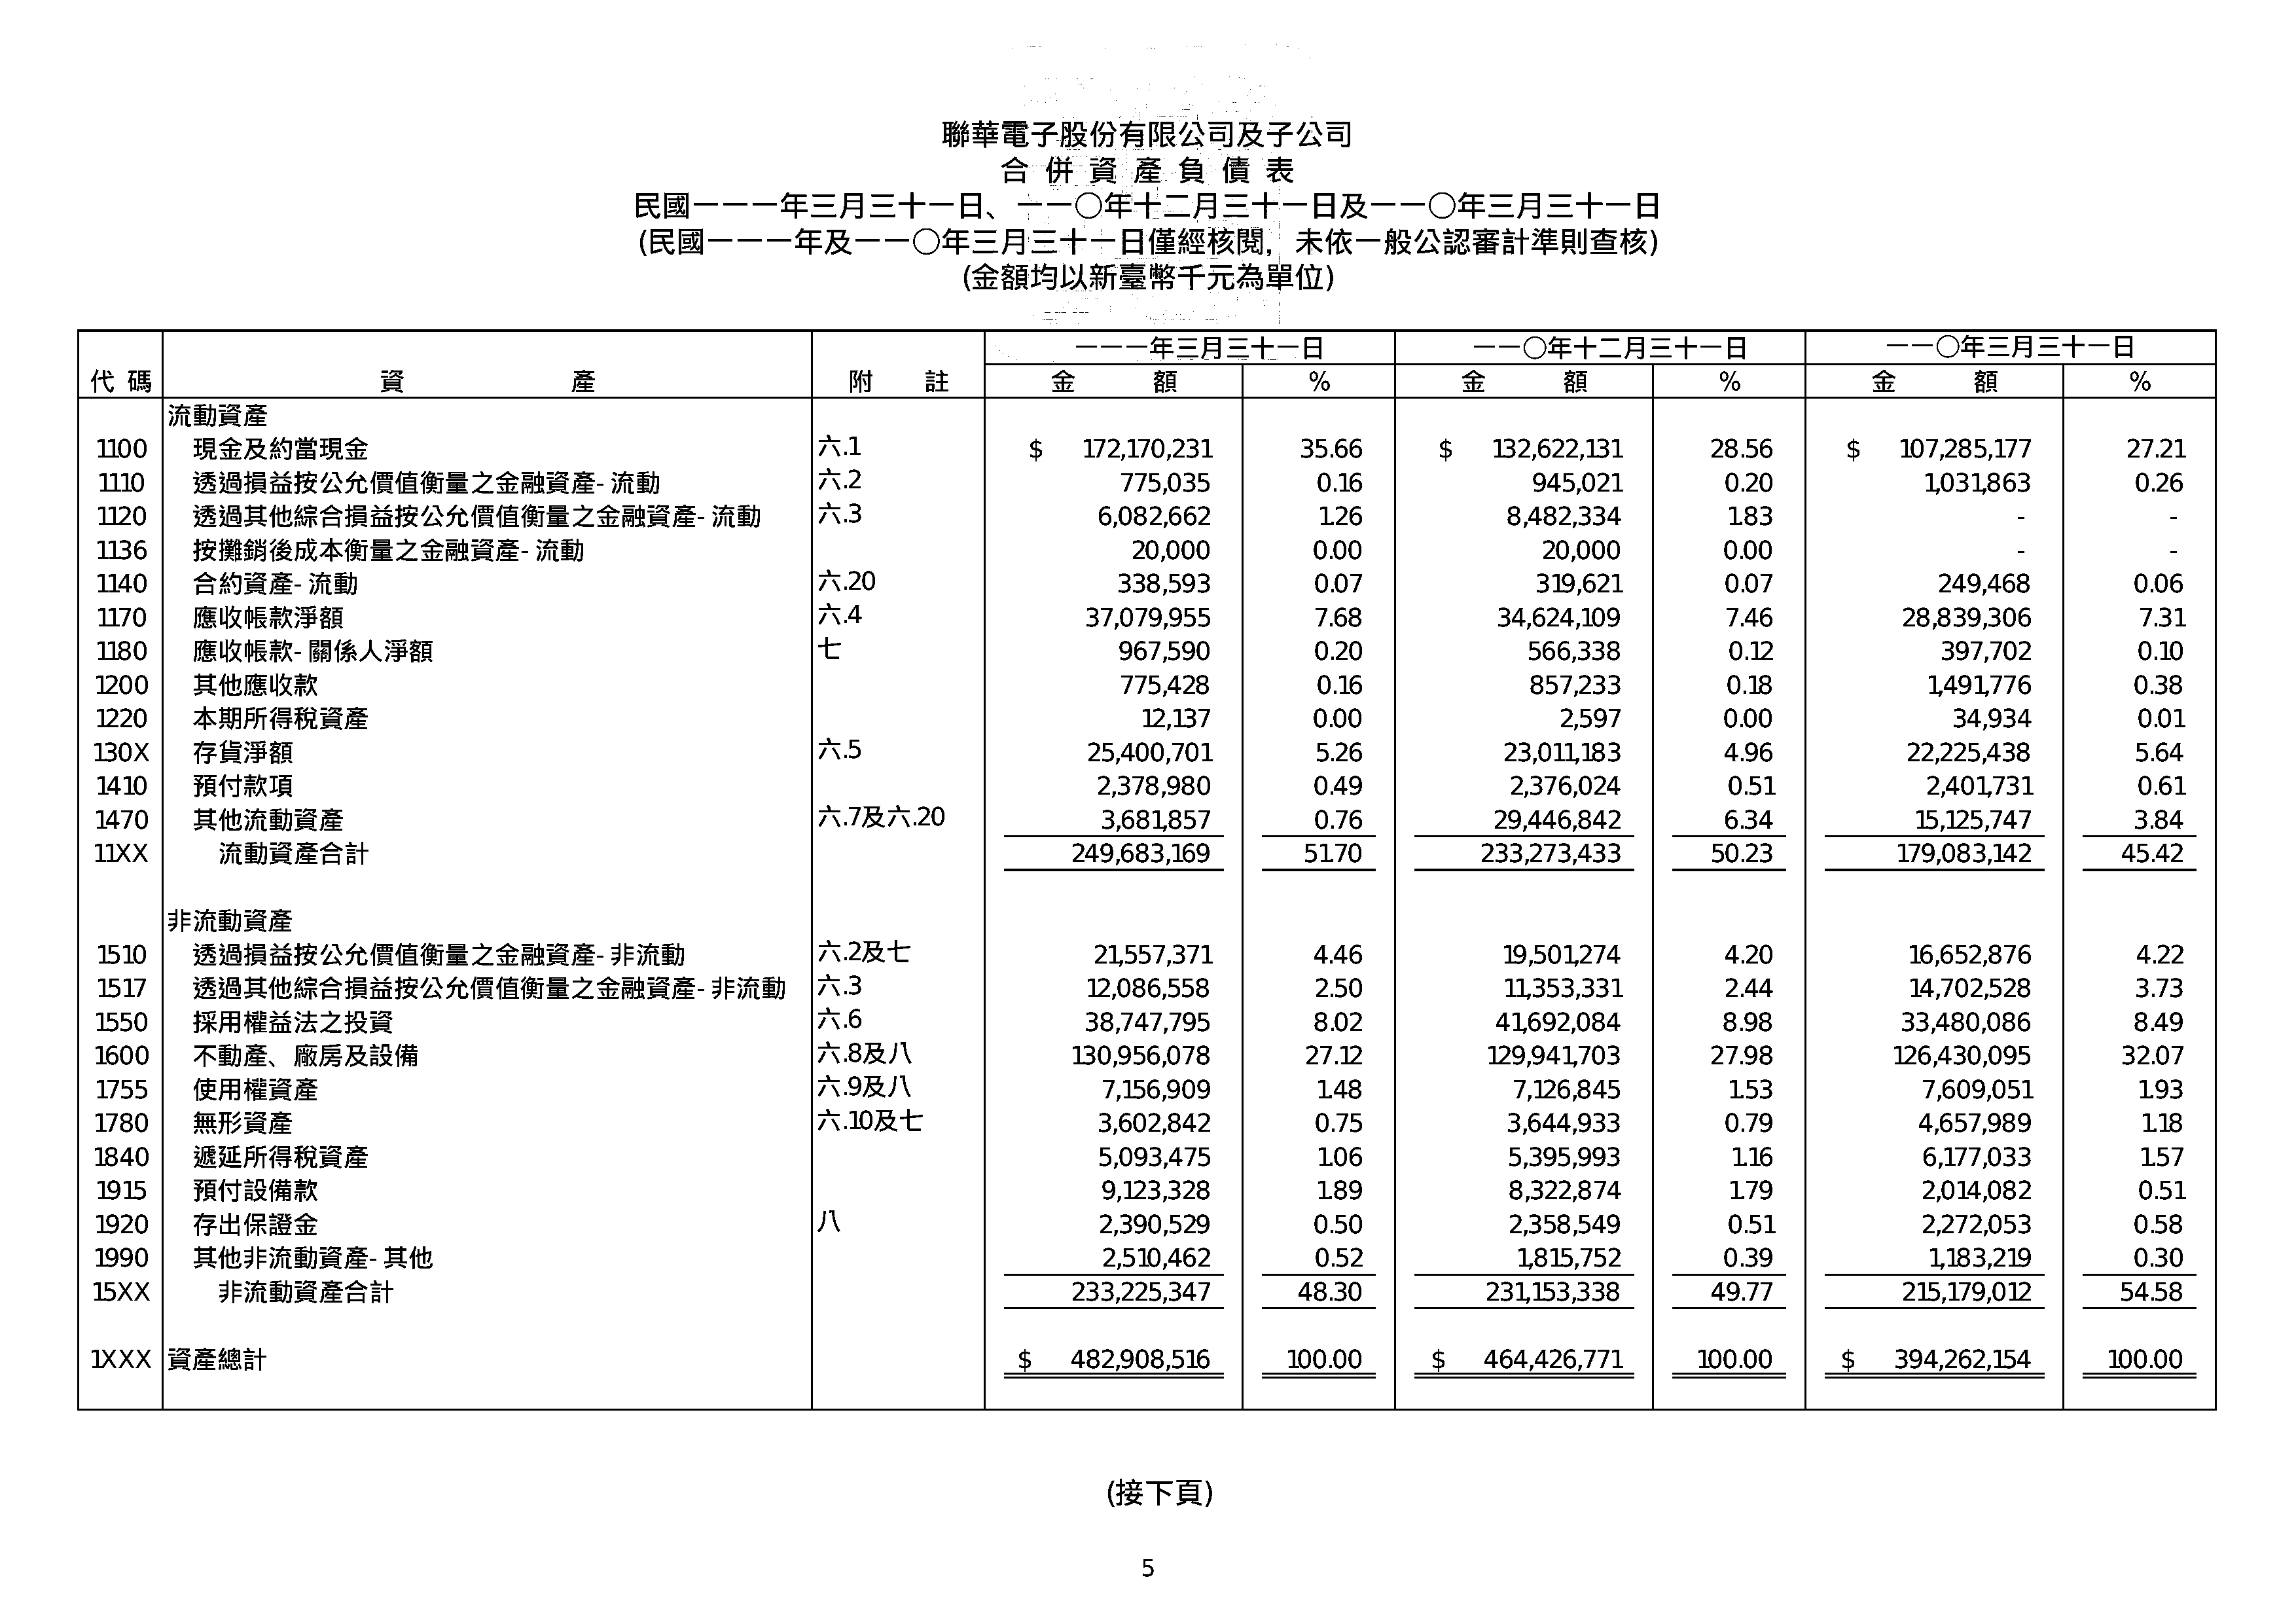 聯華電子股份有限公司及子公司
合併資產負債表
民國一一一年三月三十一日、一一〇年十二月三十一日及一一〇年三月三十一日
(民國一一一年及一一〇年三月三十一日僅經核閱，未依一般公認審計準則查核)
(金額均以新臺幣千元為單位)
一一一年三月三十一日 一一〇年十二月三十一日 一一〇年三月三十一日
代碼 資產 附註 金額 % 金額 % 金額 %
流動資產
1100 現金及約當現金 六.1 $ 172,170,231 35.66 $ 132,622,131 28.56 $ 107,285,177 27.21
1110 透過損益按公允價值衡量之金融資產-流動 六.2 775,035 0.16 945,021 0.20 1,031,863 0.26
1120 透過其他綜合損益按公允價值衡量之金融資產-流動 六.3 6,082,662 1.26 8,482,334 1.83 - -
1136 按攤銷後成本衡量之金融資產-流動 20,000 0.00 20,000 0.00 - -
1140 合約資產-流動 六.20 338,593 0.07 319,621 0.07 249,468 0.06
1170 應收帳款淨額 六.4 37,079,955 7.68 34,624,109 7.46 28,839,306 7.31
1180 應收帳款-關係人淨額 七 967,590 0.20 566,338 0.12 397,702 0.10
1200 其他應收款 775,428 0.16 857,233 0.18 1,491,776 0.38
1220 本期所得稅資產 12,137 0.00 2,597 0.00 34,934 0.01
130X 存貨淨額 六.5 25,400,701 5.26 23,011,183 4.96 22,225,438 5.64
1410 預付款項 2,378,980 0.49 2,376,024 0.51 2,401,731 0.61
1470 其他流動資產 六.7及六.20 3,681,857 0.76 29,446,842 6.34 15,125,747 3.84
11XX 流動資產合計 249,683,169 51.70 233,273,433 50.23 179,083,142 45.42
非流動資產
1510 透過損益按公允價值衡量之金融資產-非流動 六.2及七 21,557,371 4.46 19,501,274 4.20 16,652,876 4.22
1517 透過其他綜合損益按公允價值衡量之金融資產-非流動 六.3 12,086,558 2.50 11,353,331 2.44 14,702,528 3.73
1550 採用權益法之投資 六.6 38,747,795 8.02 41,692,084 8.98 33,480,086 8.49
1600 不動產、廠房及設備 六.8及八 130,956,078 27.12 129,941,703 27.98 126,430,095 32.07
1755 使用權資產 六.9及八 7,156,909 1.48 7,126,845 1.53 7,609,051 1.93
1780 無形資產 六.10及七 3,602,842 0.75 3,644,933 0.79 4,657,989 1.18
1840 遞延所得稅資產 5,093,475 1.06 5,395,993 1.16 6,177,033 1.57
1915 預付設備款 9,123,328 1.89 8,322,874 1.79 2,014,082 0.51
1920 存出保證金 八 2,390,529 0.50 2,358,549 0.51 2,272,053 0.58
1990 其他非流動資產-其他 2,510,462 0.52 1,815,752 0.39 1,183,219 0.30
15XX 非流動資產合計 233,225,347 48.30 231,153,338 49.77 215,179,012 54.58
1XXX 資產總計 $ 482,908,516 100.00 $ 464,426,771 100.00 $ 394,262,154 100.00
(接下頁)
5